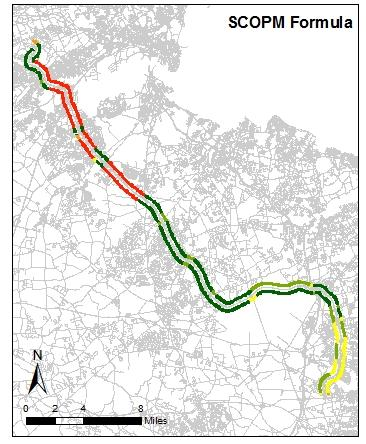 SCOPM Formula
N
0 2 4 8
Miles